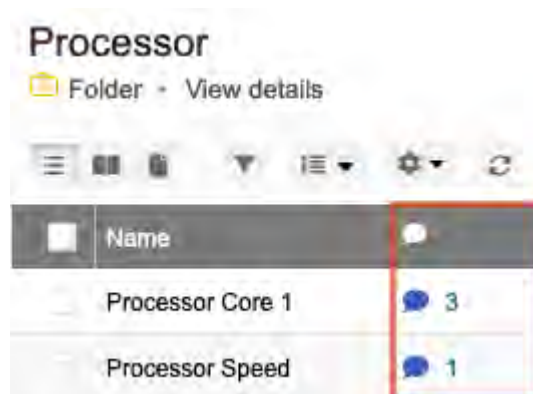 Processor
Folder · View details
Name
Processor Core 1 3
Processor Speed 1